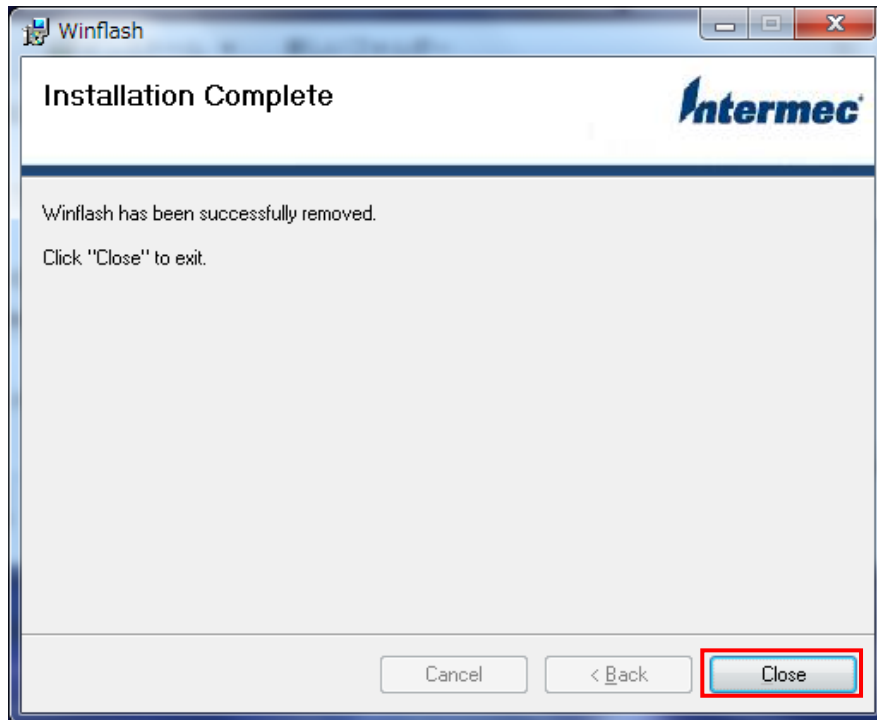 Winflash
Installation Complete
Intermec
Winflash has been successfully removed.
Click "Close" to exit.
Cancel
< Back
Close